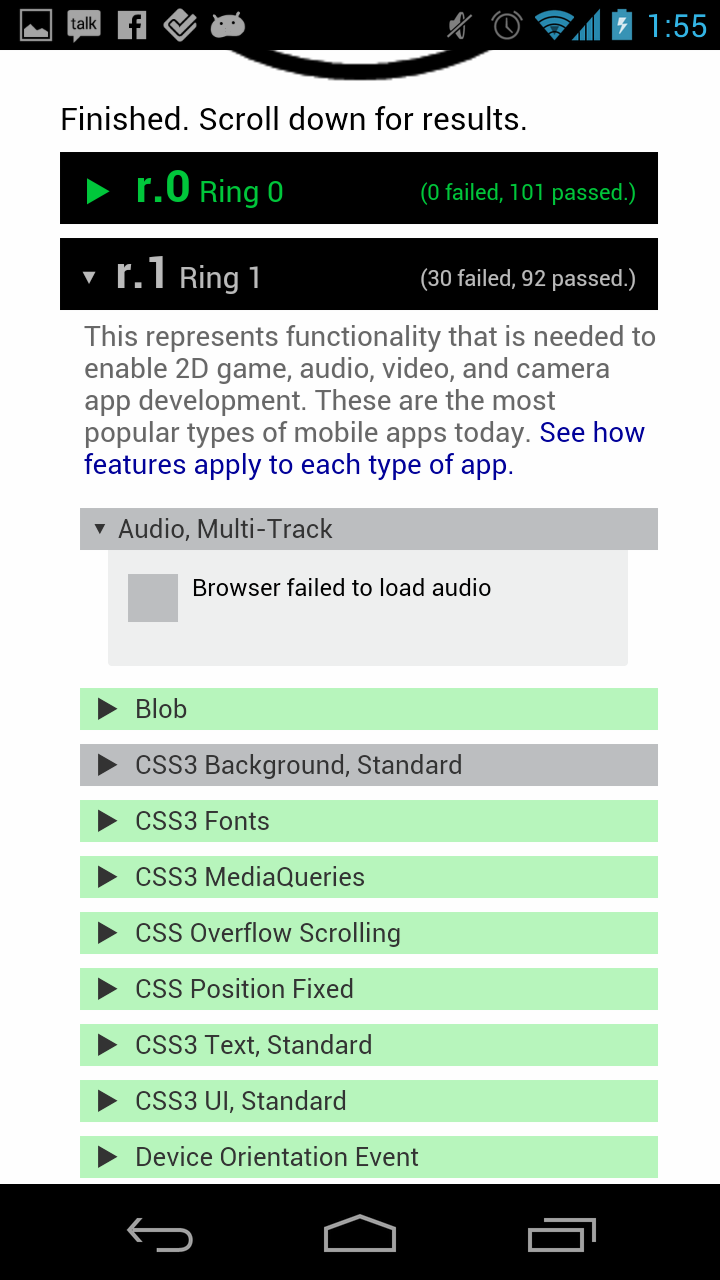 talk
1:55
Finished. Scroll down for results.
r.0 Ring 0 (0 failed, 101 passed.)
r.1 Ring 1 (30 failed, 92 passed.)
This represents functionality that is needed to
enable 2D game, audio, video, and camera
app development. These are the most
popular types of mobile apps today. See how
features apply to each type of app.
Audio, Multi-Track
Browser failed to load audio
Blob
CSS3 Background, Standard
CSS3 Fonts
CSS3 MediaQueries
CSS Overflow Scrolling
CSS Position Fixed
CSS3 Text, Standard
CSS3 UI, Standard
Device Orientation Event